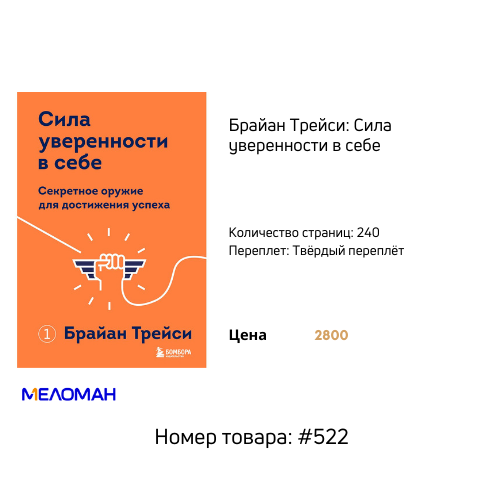 Сила
уверенности
в себе
Секретное оружие
для достижения успеха
1 Брайан Трейси
БОМБОРА
МЕЛОМАН
Брайан Трейси: Сила
уверенности в себе
Количество страниц: 240
Переплет: Твёрдый переплёт
Цена 2800
Номер товара: #522